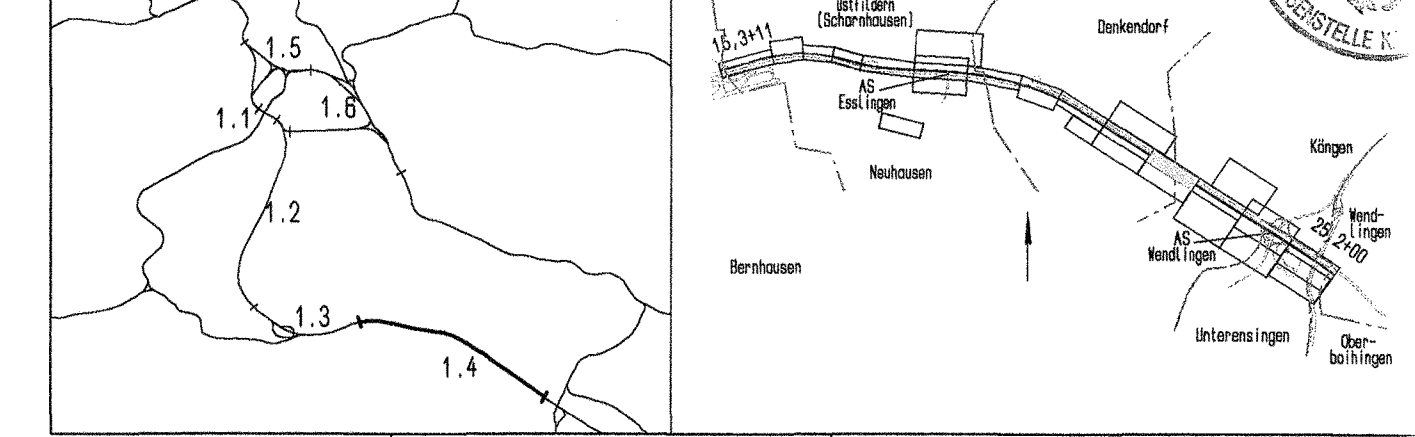 1.5
1.6
1.1
1.2
1.3
1.4
Ostfildern
(Scharnhausen)
Denkendorf
15,3+11
AS
Esslingen
Neuhausen
Köngen
Wend-
lingen
25,2+00
AS
Wendlingen
Bernhausen
Unterensingen
Ober-
boihingen